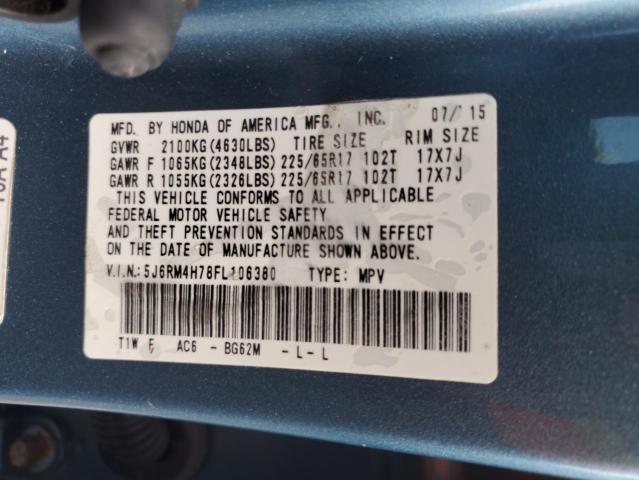 MFD. BY HONDA OF AMERICA MFG., INC. 07/'15
GVWR 2100KG(4630LBS) TIRE SIZE RIM SIZE
GAWR F 1065KG(2348LBS) 225/65R17 102T 17X7J
GAWR R 1055KG(2326LBS) 225/65R17 102T 17X7J
THIS VEHICLE CONFORMS TO ALL APPLICABLE
FEDERAL MOTOR VEHICLE SAFETY
AND THEFT PREVENTION STANDARDS IN EFFECT
ON THE DATE OF MANUFACTURE SHOWN ABOVE.
V.I.N.:5J6RM4H78FL106380 TYPE: MPV
T1W F AC6 - BG62M - L-L